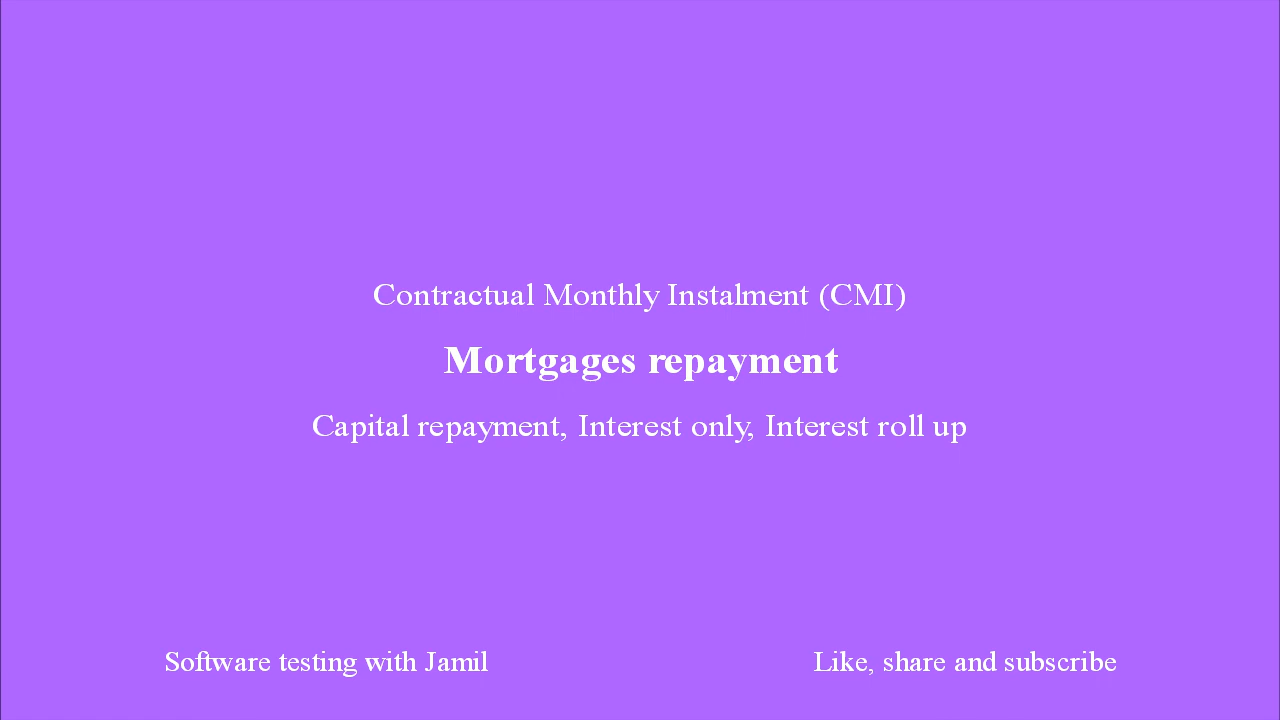 Contractual Monthly Instalment (CMI)
Mortgages repayment
Capital repayment, Interest only, Interest roll up
Software testing with Jamil
Like, share and subscribe